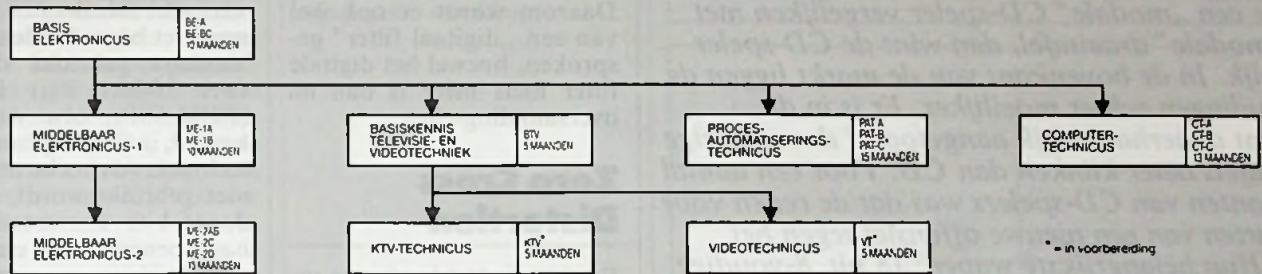 BASIS
ELEKTRONICUS
BE-A
BE-BC
10 MAANDEN
MIDDELBAAR
ELEKTRONICUS-1
ME-1A
ME-1B
10 MAANDEN
BASISKENNIS
TELEVISIE- EN
VIDEOTECHNIEK
BTV
5 MAANDEN
PROCES-
AUTOMATISERINGS-
TECHNICUS
PAT A
PAT-B
PAT-C*
15 MAANDEN
COMPUTER-
TECHNICUS
CT-A
CT-B
CT-C
13 MAANDEN
MIDDELBAAR
ELEKTRONICUS-2
ME-2AB
ME-2C
ME-2D
15 MAANDEN
KTV-TECHNICUS
KTV*
5 MAANDEN
VIDEOTECHNICUS
VT*
5 MAANDEN
* = in voorbereiding